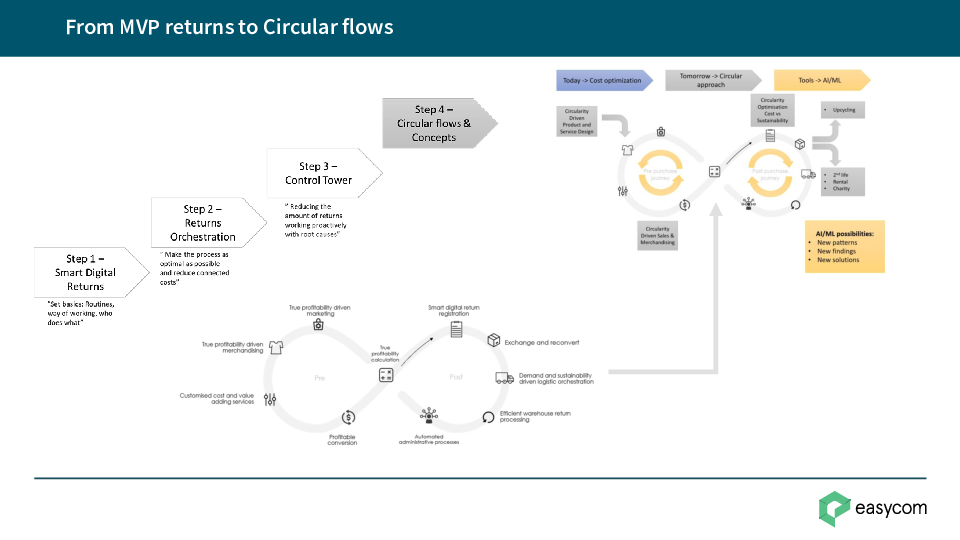 From MVP returns to Circular flows
Today -> Cost optimization
Tomorrow -> Circular
approach
Tools -> AI/ML
Step 4 –
Circular flows &
Concepts
Circularity
Driven
Product and
Service Design
Circularity
Optimisation
Cost vs
Sustainability
• Upcycling
Step 3 –
Control Tower
" Reducing the
amount of returns
working proactively
with root causes"
Pre purchase
journey
Post purchase
journey
• 2nd life
• Rental
• Charity
Step 2 –
Returns
Orchestration
" Make the process as
optimal as possible
and reduce connected
costs"
Circularity
Driven Sales &
Merchandising
AI/ML possibilities:
• New patterns
• New findings
• New solutions
Step 1 –
Smart Digital
Returns
"Set basics: Routines,
way of working, who
does what"
True profitability driven
marketing
Smart digital return
registration
True profitability driven
merchandising
True
profitability
calculation
Exchange and reconvert
Pre
Post
Demand and sustainability
driven logistic orchestration
Customised cost and value
adding services
Efficient warehouse return
processing
Profitable
conversion
Automated
administrative processes
easycom